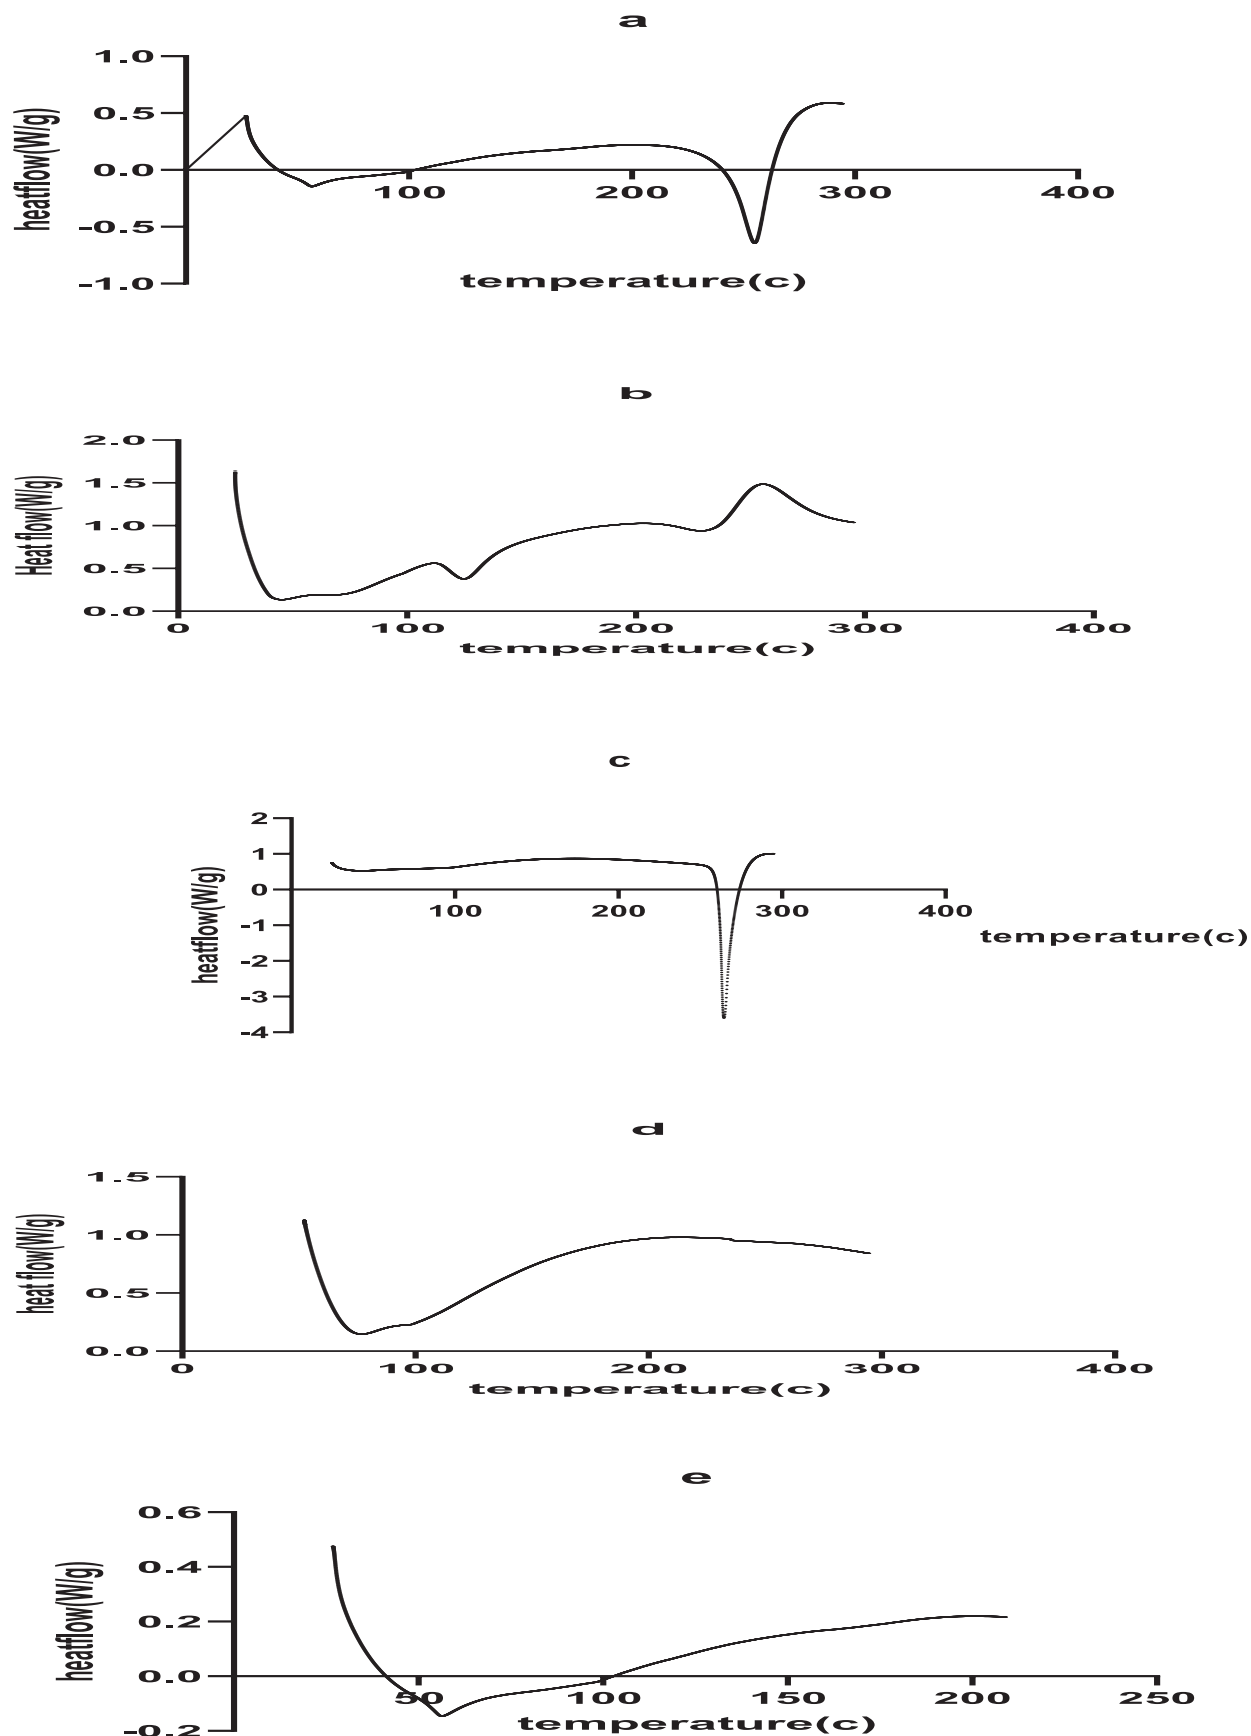 a
1.0
0.5
0.0
-0.5
-1.0
heatflow(W/g)
100 200 300 400
temperature(c)
b
2.0
1.5
1.0
0.5
0.0
Heat flow(W/g)
0 100 200 300 400
temperature(c)
c
2
1
0
-1
-2
-3
-4
heatflow(W/g)
100 200 300 400
temperature(c)
d
1.5
1.0
0.5
0.0
heat flow(W/g)
0 100 200 300 400
temperature(c)
e
0.6
0.4
0.2
0.0
-0.2
heatflow(W/g)
50 100 150 200 250
temperature(c)